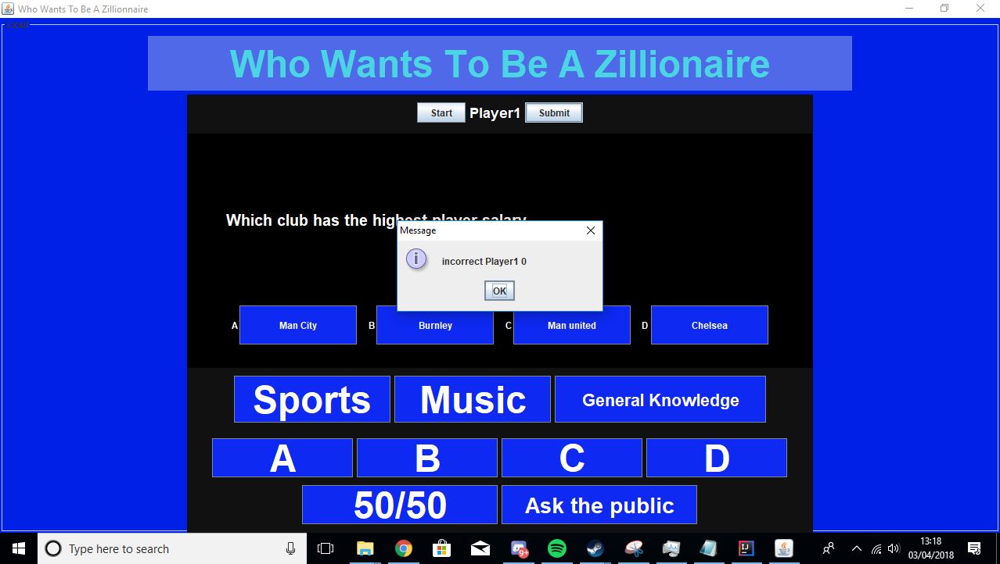 Who Wants To Be A Zillionnaire
Who Wants To Be A Zillionaire
Start Player1 Submit
Which club has the highest player salary
Message
incorrect Player1 0
OK
A Man City B Burnley C Man united D Chelsea
Sports Music General Knowledge
A B C D
50/50 Ask the public
Type here to search
9+
13:18
03/04/2018